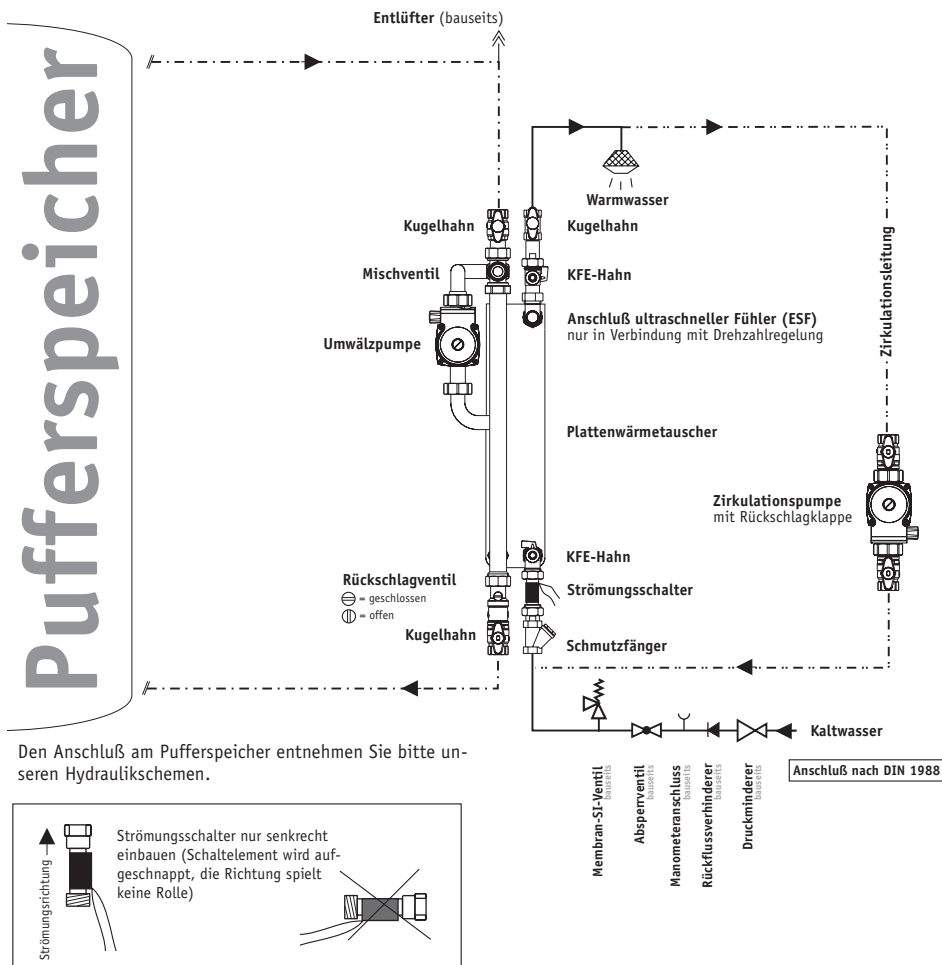 Pufferspeicher
Entlüfter (bauseits)
Warmwasser
Kugelhahn
Kugelhahn
Mischventil
KFE-Hahn
Umwälzpumpe
Anschluß ultraschneller Fühler (ESF)
nur in Verbindung mit Drehzahlregelung
Zirkulationsleitung
Plattenwärmetauscher
Zirkulationspumpe
mit Rückschlagklappe
KFE-Hahn
Rückschlagventil
= geschlossen
= offen
Strömungsschalter
Kugelhahn
Schmutzfänger
Kaltwasser
Anschluß nach DIN 1988
Membran-SI-Ventil
bauseits
Absperrventil
bauseits
Manometeranschluss
bauseits
Rückflussverhinderer
bauseits
Druckminderer
bauseits
Den Anschluß am Pufferspeicher entnehmen Sie bitte un-
seren Hydraulikschemen.
Strömungsrichtung
Strömungsschalter nur senkrecht
einbauen (Schaltelement wird auf-
geschnappt, die Richtung spielt
keine Rolle)